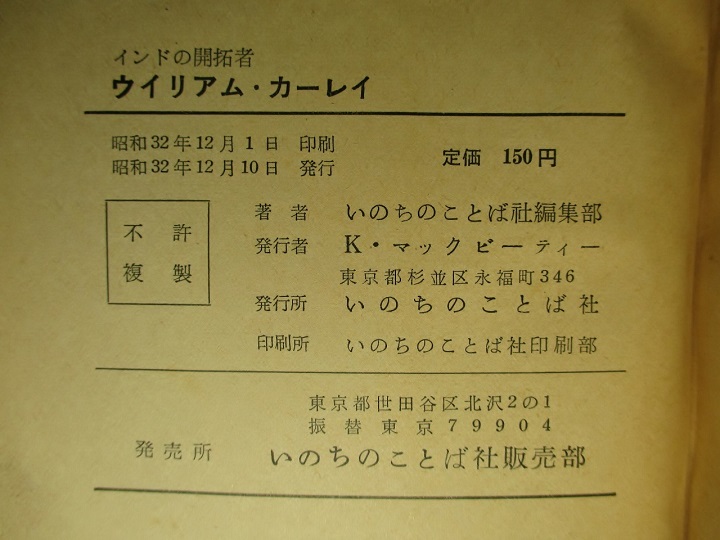 インドの開拓者
ウイリアム・カーレイ
昭和32年12月1日 印刷
昭和32年12月10日 発行
定価 150円
不許
複製
著者 いのちのことば社編集部
発行者 K・マックビーティー
東京都杉並区永福町346
発行所 いのちのことば社
印刷所 いのちのことば社印刷部
東京都世田谷区北沢2の1
振替東京79904
発売所 いのちのことば社販売部